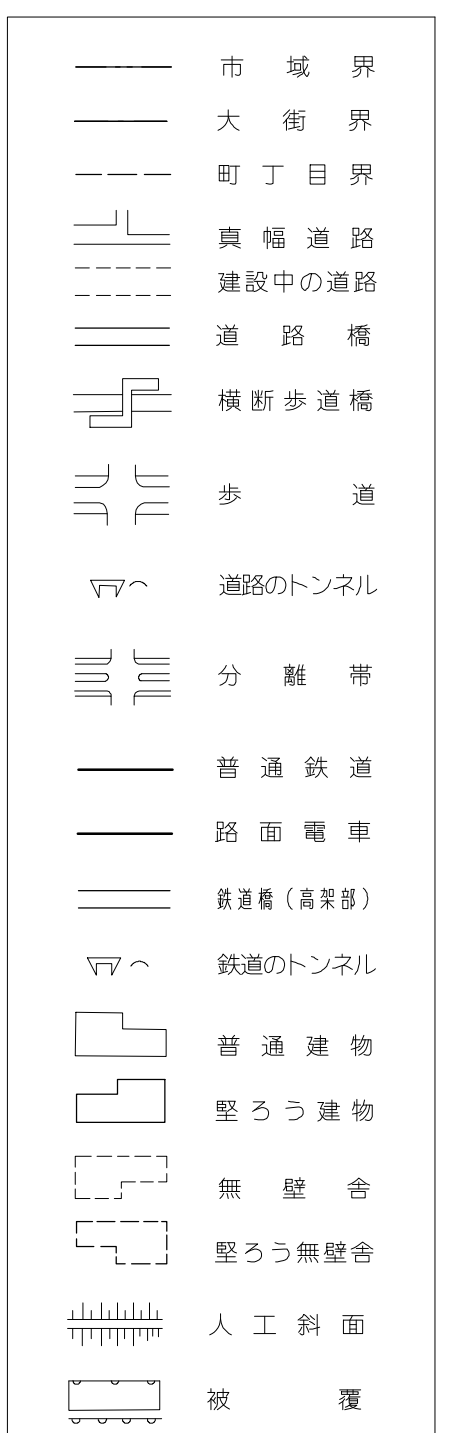 市域界
大街界
町丁目界
真幅道路
建設中の道路
道路橋
横断歩道橋
歩道
道路のトンネル
分離帯
普通鉄道
路面電車
鉄道橋(高架部)
鉄道のトンネル
普通建物
堅ろう建物
無壁舎
堅ろう無壁舎
人工斜面
被覆